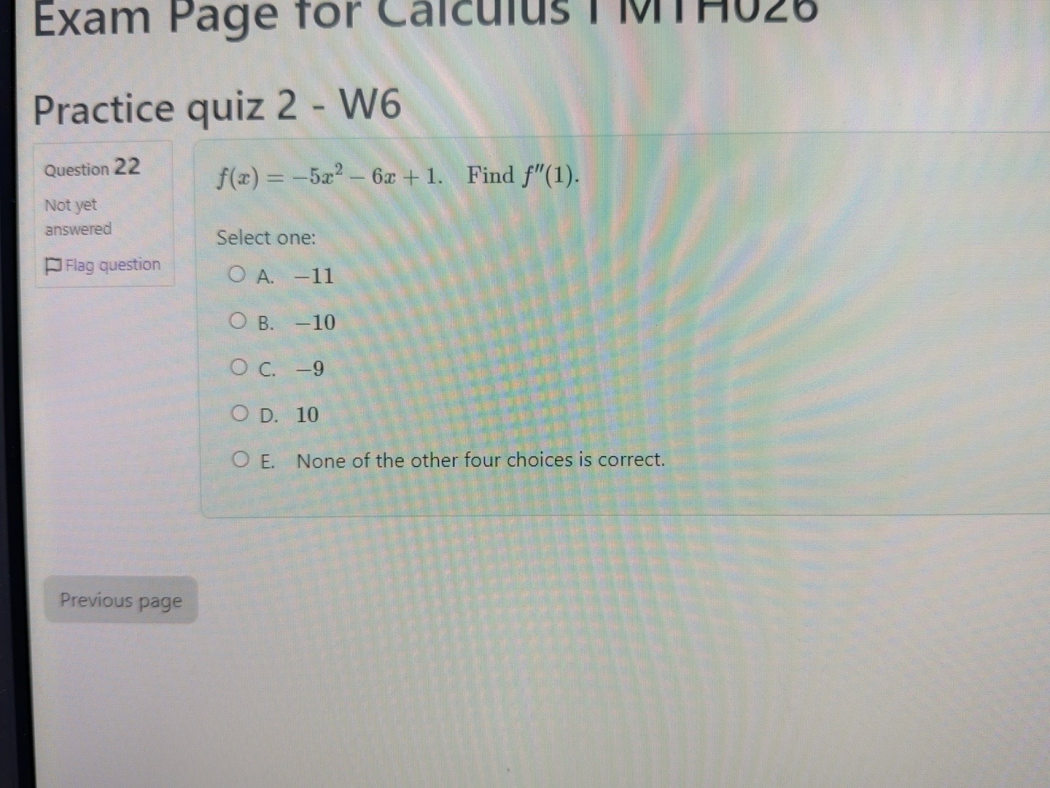 Exam Page for Calculus I MTH026
Practice quiz 2 - W6
Question 22
Not yet
answered
Flag question
f(x) = −5x² − 6x + 1. Find f″(1).
Select one:
A. −11
B. −10
C. −9
D. 10
E. None of the other four choices is correct.
Previous page